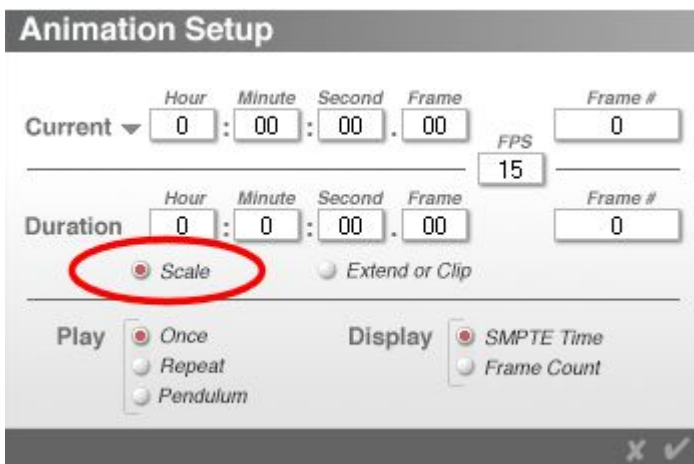 Animation Setup
Hour Minute Second Frame Frame #
Current 0 : 00 : 00 . 00 0
FPS
15
Hour Minute Second Frame Frame #
Duration 0 : 0 : 00 . 00 0
Scale Extend or Clip
Play Once Display SMPTE Time
Repeat Frame Count
Pendulum